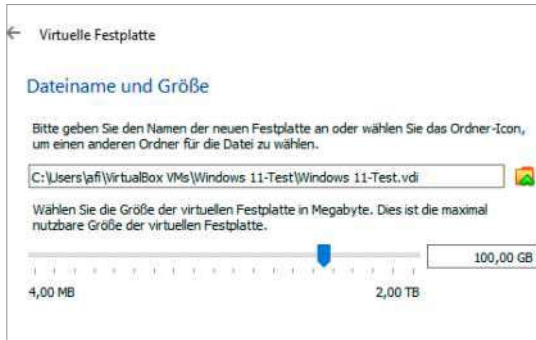 Virtuelle Festplatte
Dateiname und Größe
Bitte geben Sie den Namen der neuen Festplatte an oder wählen Sie das Ordner-Icon,
um einen anderen Ordner für die Datei zu wählen.
C:\Users\afi\VirtualBox VMs\Windows 11-Test\Windows 11-Test.vdi
Wählen Sie die Größe der virtuellen Festplatte in Megabyte. Dies ist die maximal
nutzbare Größe der virtuellen Festplatte.
100,00 GB
4,00 MB 2,00 TB